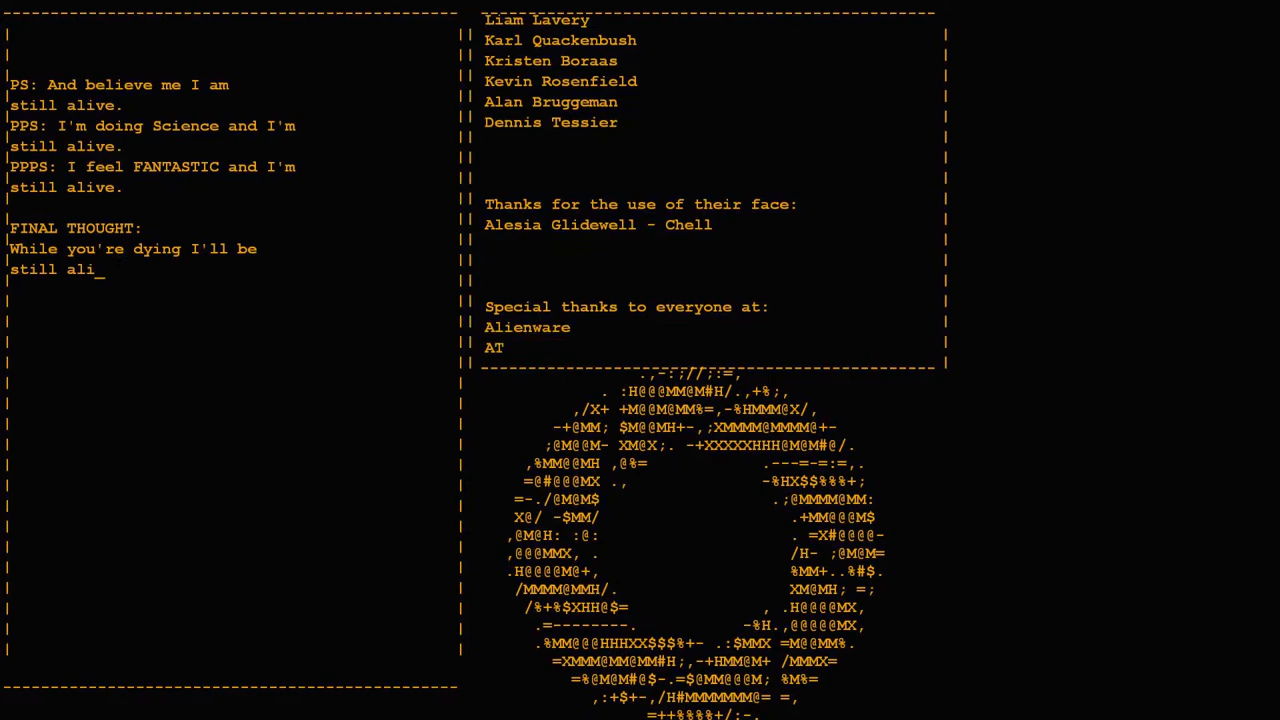 PS: And believe me I am
still alive.
PPS: I'm doing Science and I'm
still alive.
PPPS: I feel FANTASTIC and I'm
still alive.
FINAL THOUGHT:
While you're dying I'll be
still ali_
Liam Lavery
Karl Quackenbush
Kristen Boraas
Kevin Rosenfield
Alan Bruggeman
Dennis Tessier
Thanks for the use of their face:
Alesia Glidewell - Chell
Special thanks to everyone at:
Alienware
AT